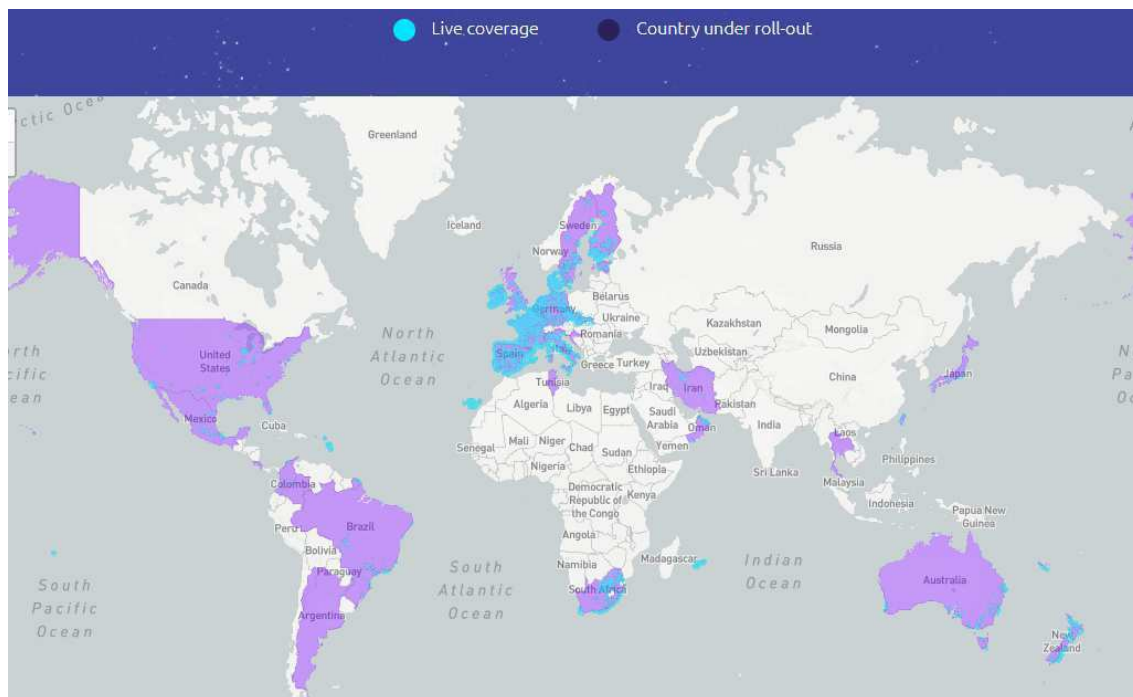 Live coverage
Country under roll-out
Greenland
Iceland
Sweden
Norway
Russia
Canada
Belarus
Germany
Ukraine
Kazakhstan
Mongolia
North
Atlantic
Ocean
Romania
United
States
Spain
Italy
Greece
Turkey
Uzbekistan
China
Japan
Tunisia
Iraq
Iran
Pakistan
Algeria
Libya
Egypt
Saudi
Arabia
Oman
India
Laos
Mexico
Cuba
Senegal
Mali
Niger
Chad
Sudan
Yemen
Philippines
Nigeria
Ethiopia
Sri Lanka
Malaysia
Colombia
Democratic
Republic of
the Congo
Kenya
Indonesia
Papua New
Guinea
Peru
Brazil
Angola
Bolivia
Namibia
Madagascar
Indian
Ocean
South
Pacific
Ocean
Paraguay
South
Atlantic
Ocean
South Africa
Australia
Argentina
New
Zealand